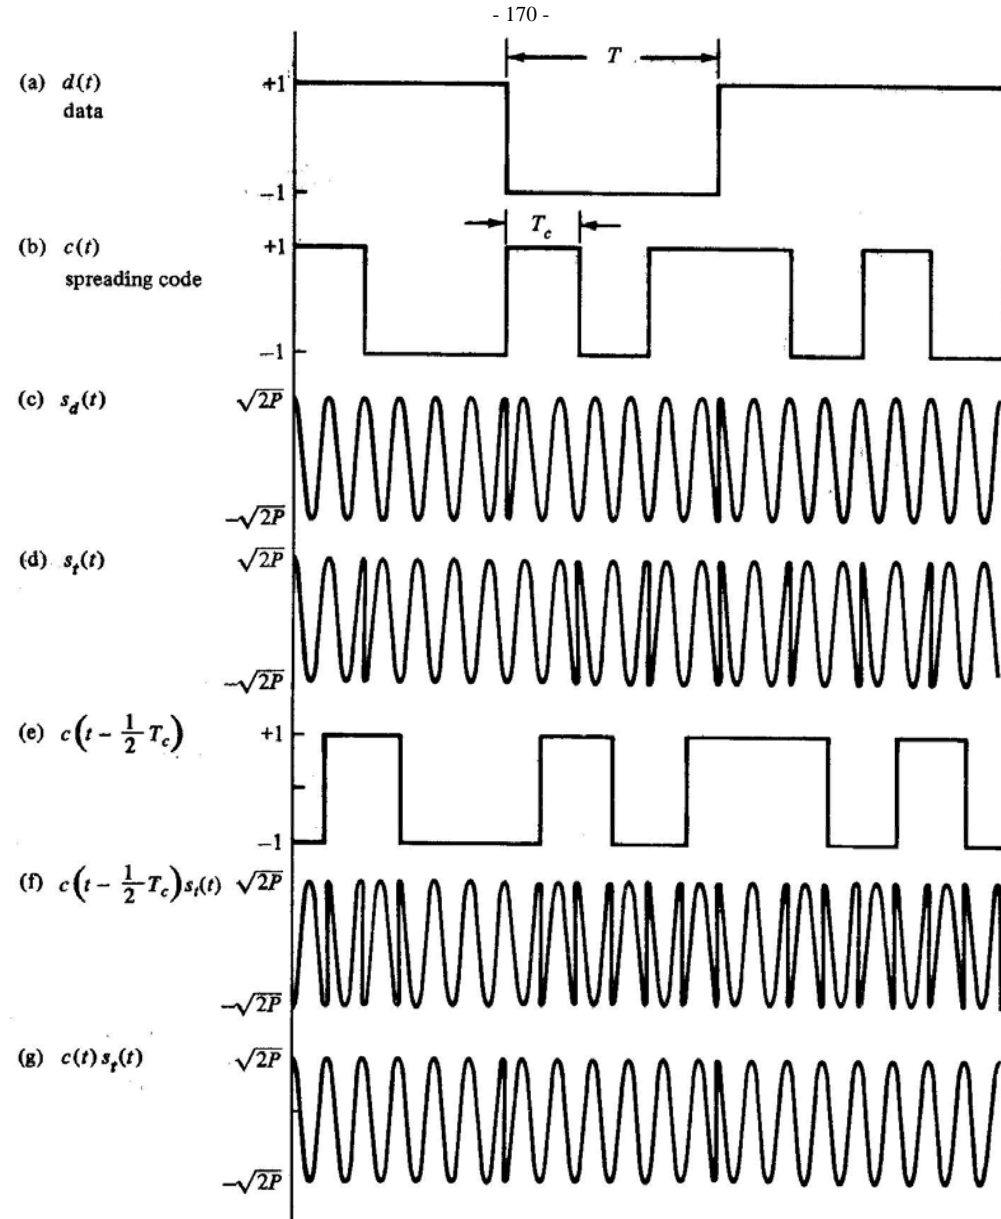 - 170 -
T
(a) d(t)
data
+1
−1
T_c
(b) c(t)
spreading code
+1
−1
(c) s_d(t)
√2P
−√2P
(d) s_t(t)
√2P
−√2P
(e) c(t − 1/2 T_c)
+1
−1
(f) c(t − 1/2 T_c)s_t(t)
√2P
−√2P
(g) c(t)s_t(t)
√2P
−√2P